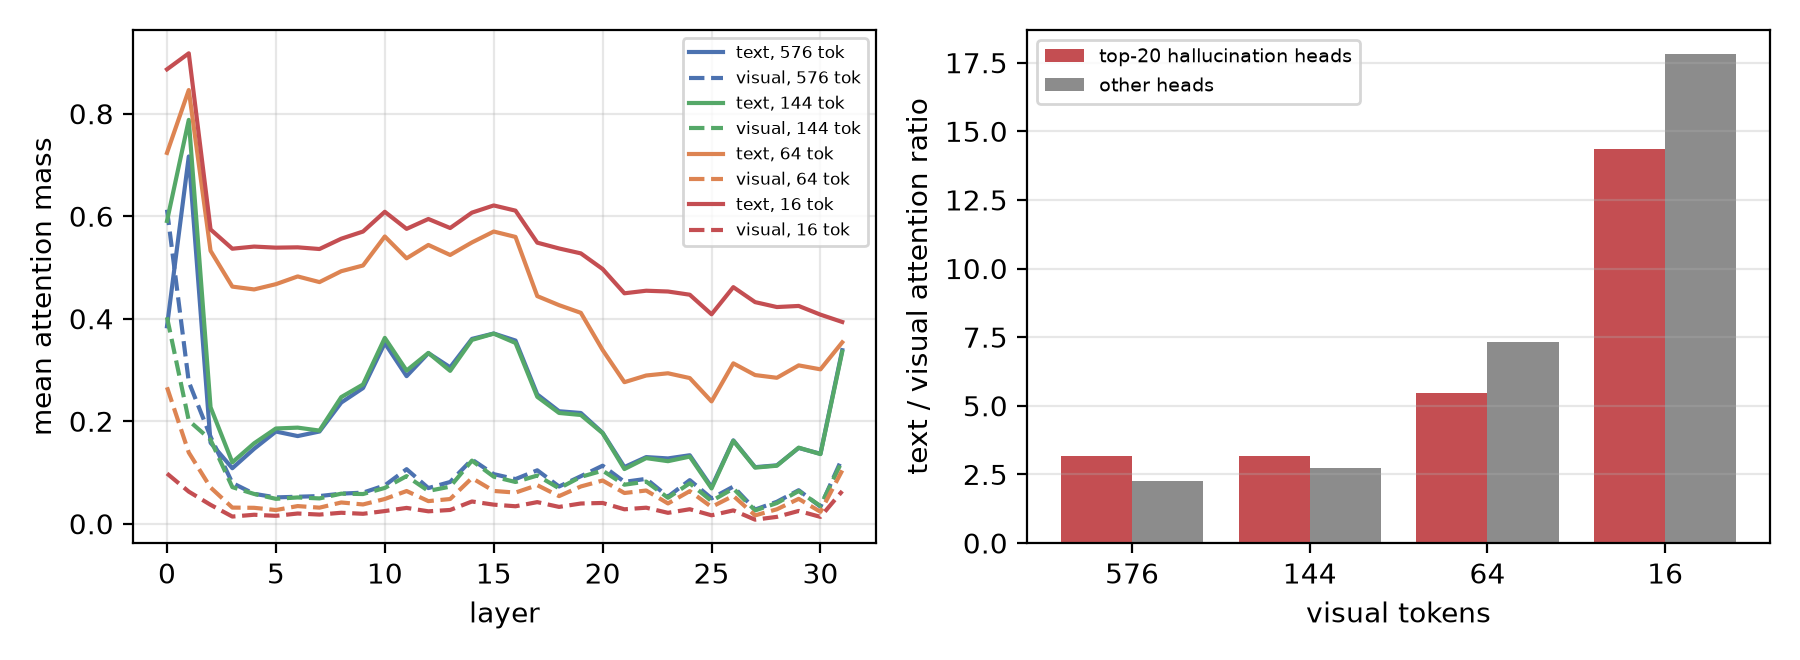 mean attention mass
0.8
0.6
0.4
0.2
0.0
0 5 10 15 20 25 30
layer
text, 576 tok
visual, 576 tok
text, 144 tok
visual, 144 tok
text, 64 tok
visual, 64 tok
text, 16 tok
visual, 16 tok
text / visual attention ratio
17.5
15.0
12.5
10.0
7.5
5.0
2.5
0.0
576 144 64 16
visual tokens
top-20 hallucination heads
other heads